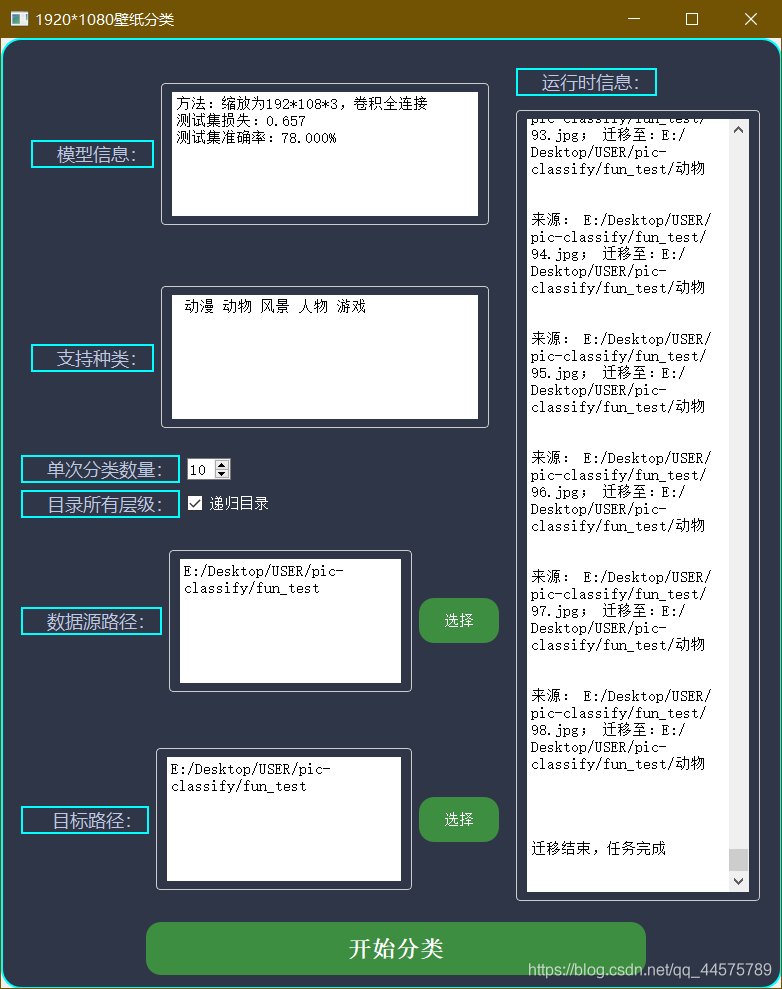 1920*1080壁纸分类
模型信息：
方法：缩放为192*108*3，卷积全连接
测试集损失：0.657
测试集准确率：78.000%
支持种类：
动漫 动物 风景 人物 游戏
单次分类数量：
10
目录所有层级：
递归目录
数据源路径：
E:/Desktop/USER/pic-
classify/fun_test
选择
目标路径：
E:/Desktop/USER/pic-
classify/fun_test
选择
运行时信息：
pic-classify/fun_test/
93.jpg； 迁移至：E:/
Desktop/USER/pic-
classify/fun_test/动物
来源： E:/Desktop/USER/
pic-classify/fun_test/
94.jpg； 迁移至：E:/
Desktop/USER/pic-
classify/fun_test/动物
来源： E:/Desktop/USER/
pic-classify/fun_test/
95.jpg； 迁移至：E:/
Desktop/USER/pic-
classify/fun_test/动物
来源： E:/Desktop/USER/
pic-classify/fun_test/
96.jpg； 迁移至：E:/
Desktop/USER/pic-
classify/fun_test/动物
来源： E:/Desktop/USER/
pic-classify/fun_test/
97.jpg； 迁移至：E:/
Desktop/USER/pic-
classify/fun_test/动物
来源： E:/Desktop/USER/
pic-classify/fun_test/
98.jpg； 迁移至：E:/
Desktop/USER/pic-
classify/fun_test/动物
迁移结束，任务完成
开始分类
https://blog.csdn.net/qq_44575789